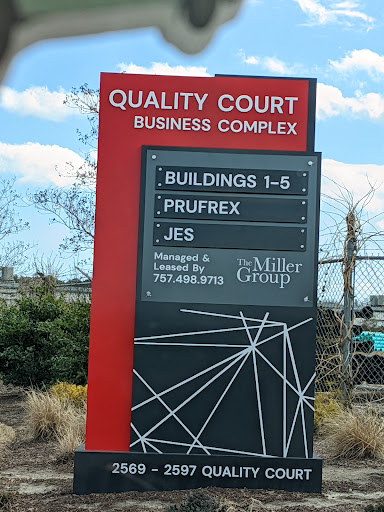 QUALITY COURT
BUSINESS COMPLEX
BUILDINGS 1-5
PRUFREX
JES
Managed &
Leased By
757.498.9713
The Miller
Group
2569 - 2597 QUALITY COURT